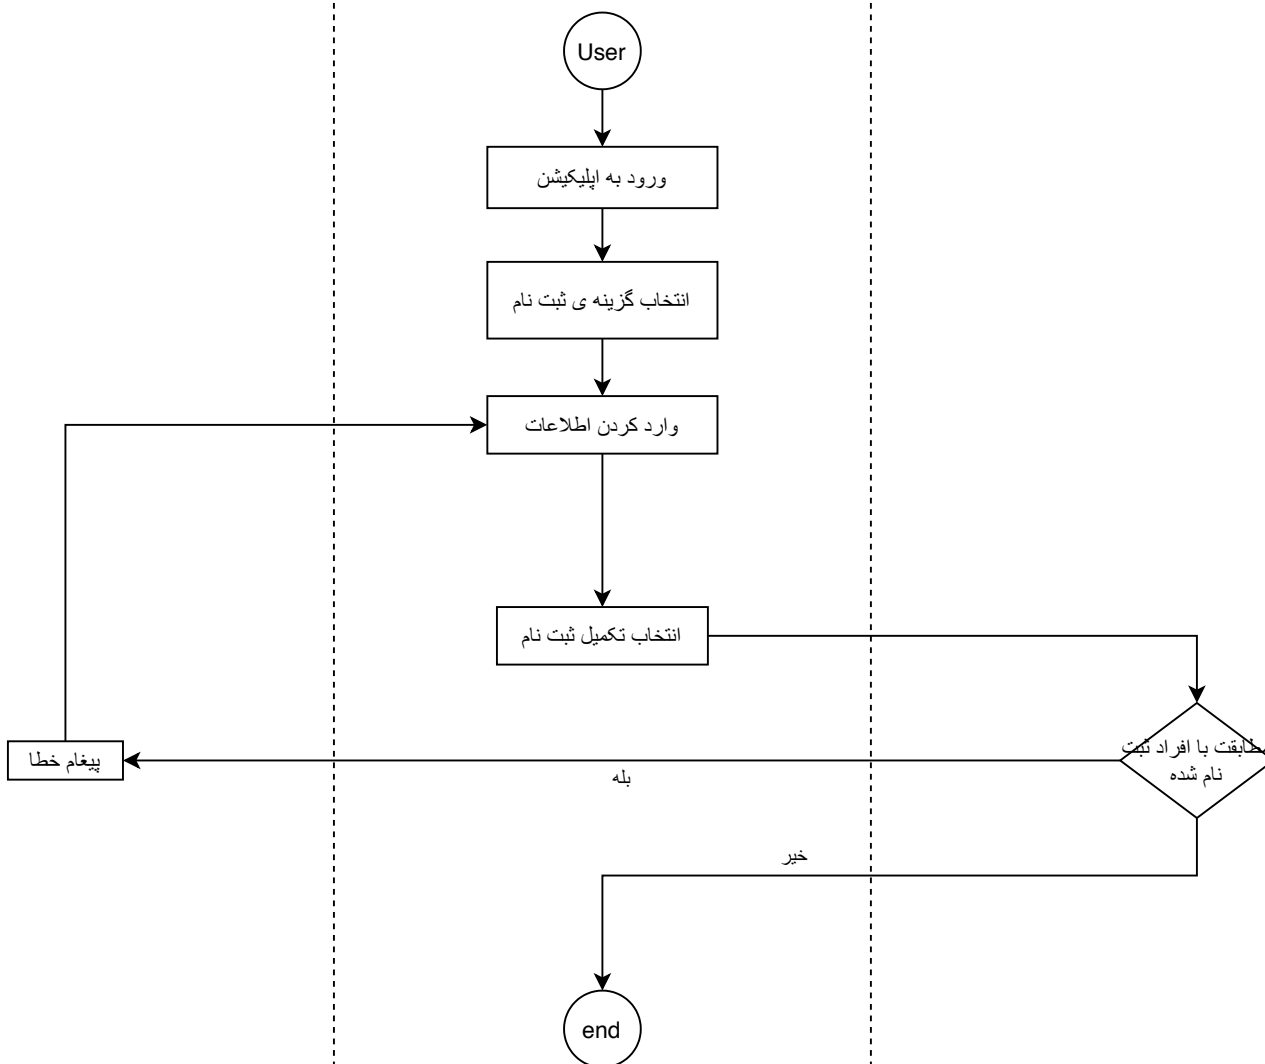 User
ورود به اپلیکیشن
انتخاب گزینه ی ثبت نام
وارد کردن اطلاعات
انتخاب تکمیل ثبت نام
مطابقت با افراد ثبت
نام شده
پیغام خطا
بله
خیر
end